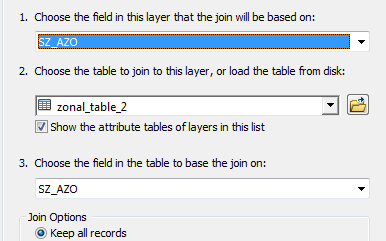 1. Choose the field in this layer that the join will be based on:
SZ_AZO
2. Choose the table to join to this layer, or load the table from disk:
zonal_table_2
Show the attribute tables of layers in this list
3. Choose the field in the table to base the join on:
SZ_AZO
Join Options
Keep all records